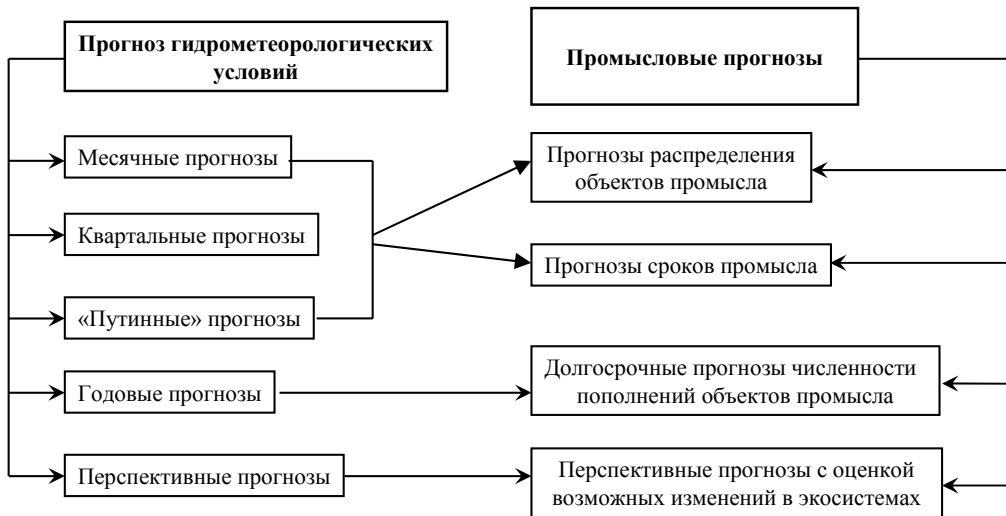 Прогноз гидрометеорологических
условий
Промысловые прогнозы
Месячные прогнозы
Квартальные прогнозы
«Путинные» прогнозы
Годовые прогнозы
Перспективные прогнозы
Прогнозы распределения
объектов промысла
Прогнозы сроков промысла
Долгосрочные прогнозы численности
пополнений объектов промысла
Перспективные прогнозы с оценкой
возможных изменений в экосистемах